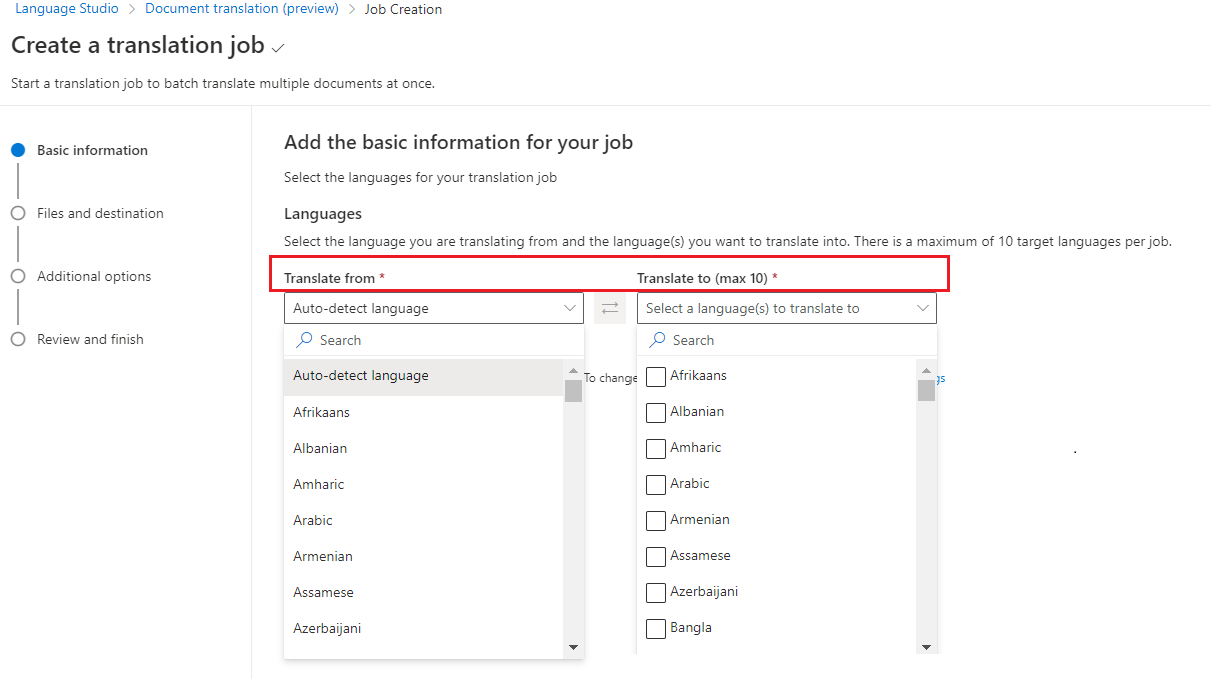 Language Studio > Document translation (preview) > Job Creation
Create a translation job
Start a translation job to batch translate multiple documents at once.
Basic information
Files and destination
Additional options
Review and finish
Add the basic information for your job
Select the languages for your translation job
Languages
Select the language you are translating from and the language(s) you want to translate into. There is a maximum of 10 target languages per job.
Translate from *
Auto-detect language
Search
Auto-detect language
Afrikaans
Albanian
Amharic
Arabic
Armenian
Assamese
Azerbaijani
To change
Translate to (max 10) *
Select a language(s) to translate to
Search
Afrikaans
Albanian
Amharic
Arabic
Armenian
Assamese
Azerbaijani
Bangla
.